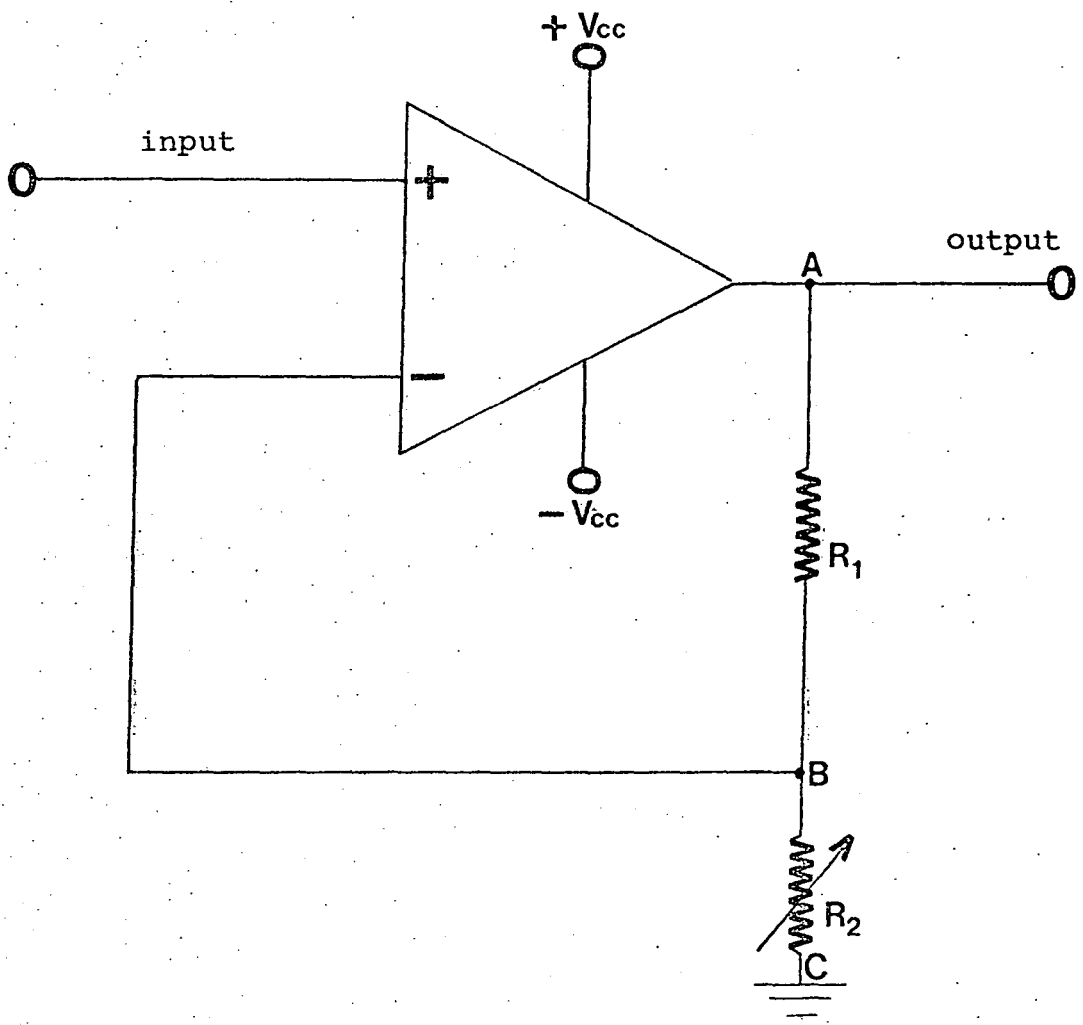 + Vcc
input
+
output
A
−
− Vcc
R1
B
R2
C